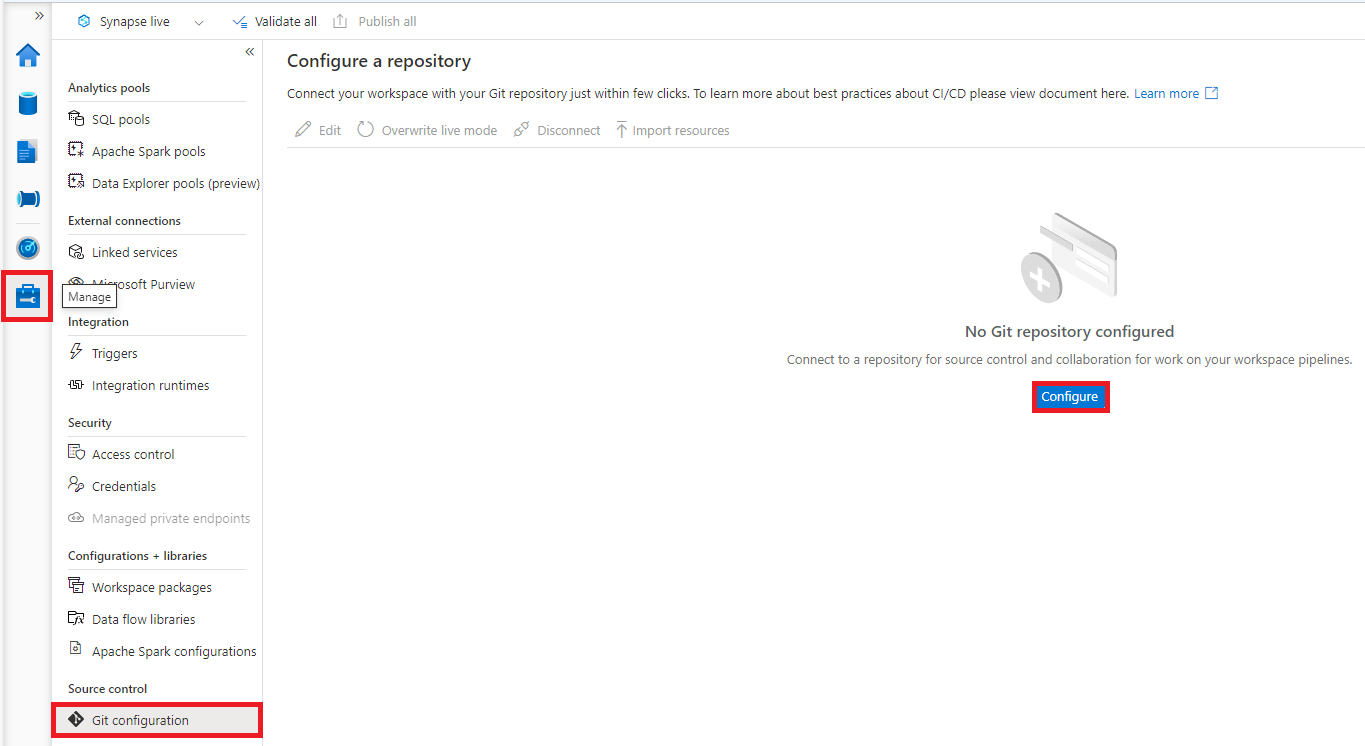 Synapse live
Validate all
Publish all
Analytics pools
SQL pools
Apache Spark pools
Data Explorer pools (preview)
External connections
Linked services
Microsoft Purview
Manage
Integration
Triggers
Integration runtimes
Security
Access control
Credentials
Managed private endpoints
Configurations + libraries
Workspace packages
Data flow libraries
Apache Spark configurations
Source control
Git configuration
Configure a repository
Connect your workspace with your Git repository just within few clicks. To learn more about best practices about CI/CD please view document here. Learn more
Edit
Overwrite live mode
Disconnect
Import resources
No Git repository configured
Connect to a repository for source control and collaboration for work on your workspace pipelines.
Configure